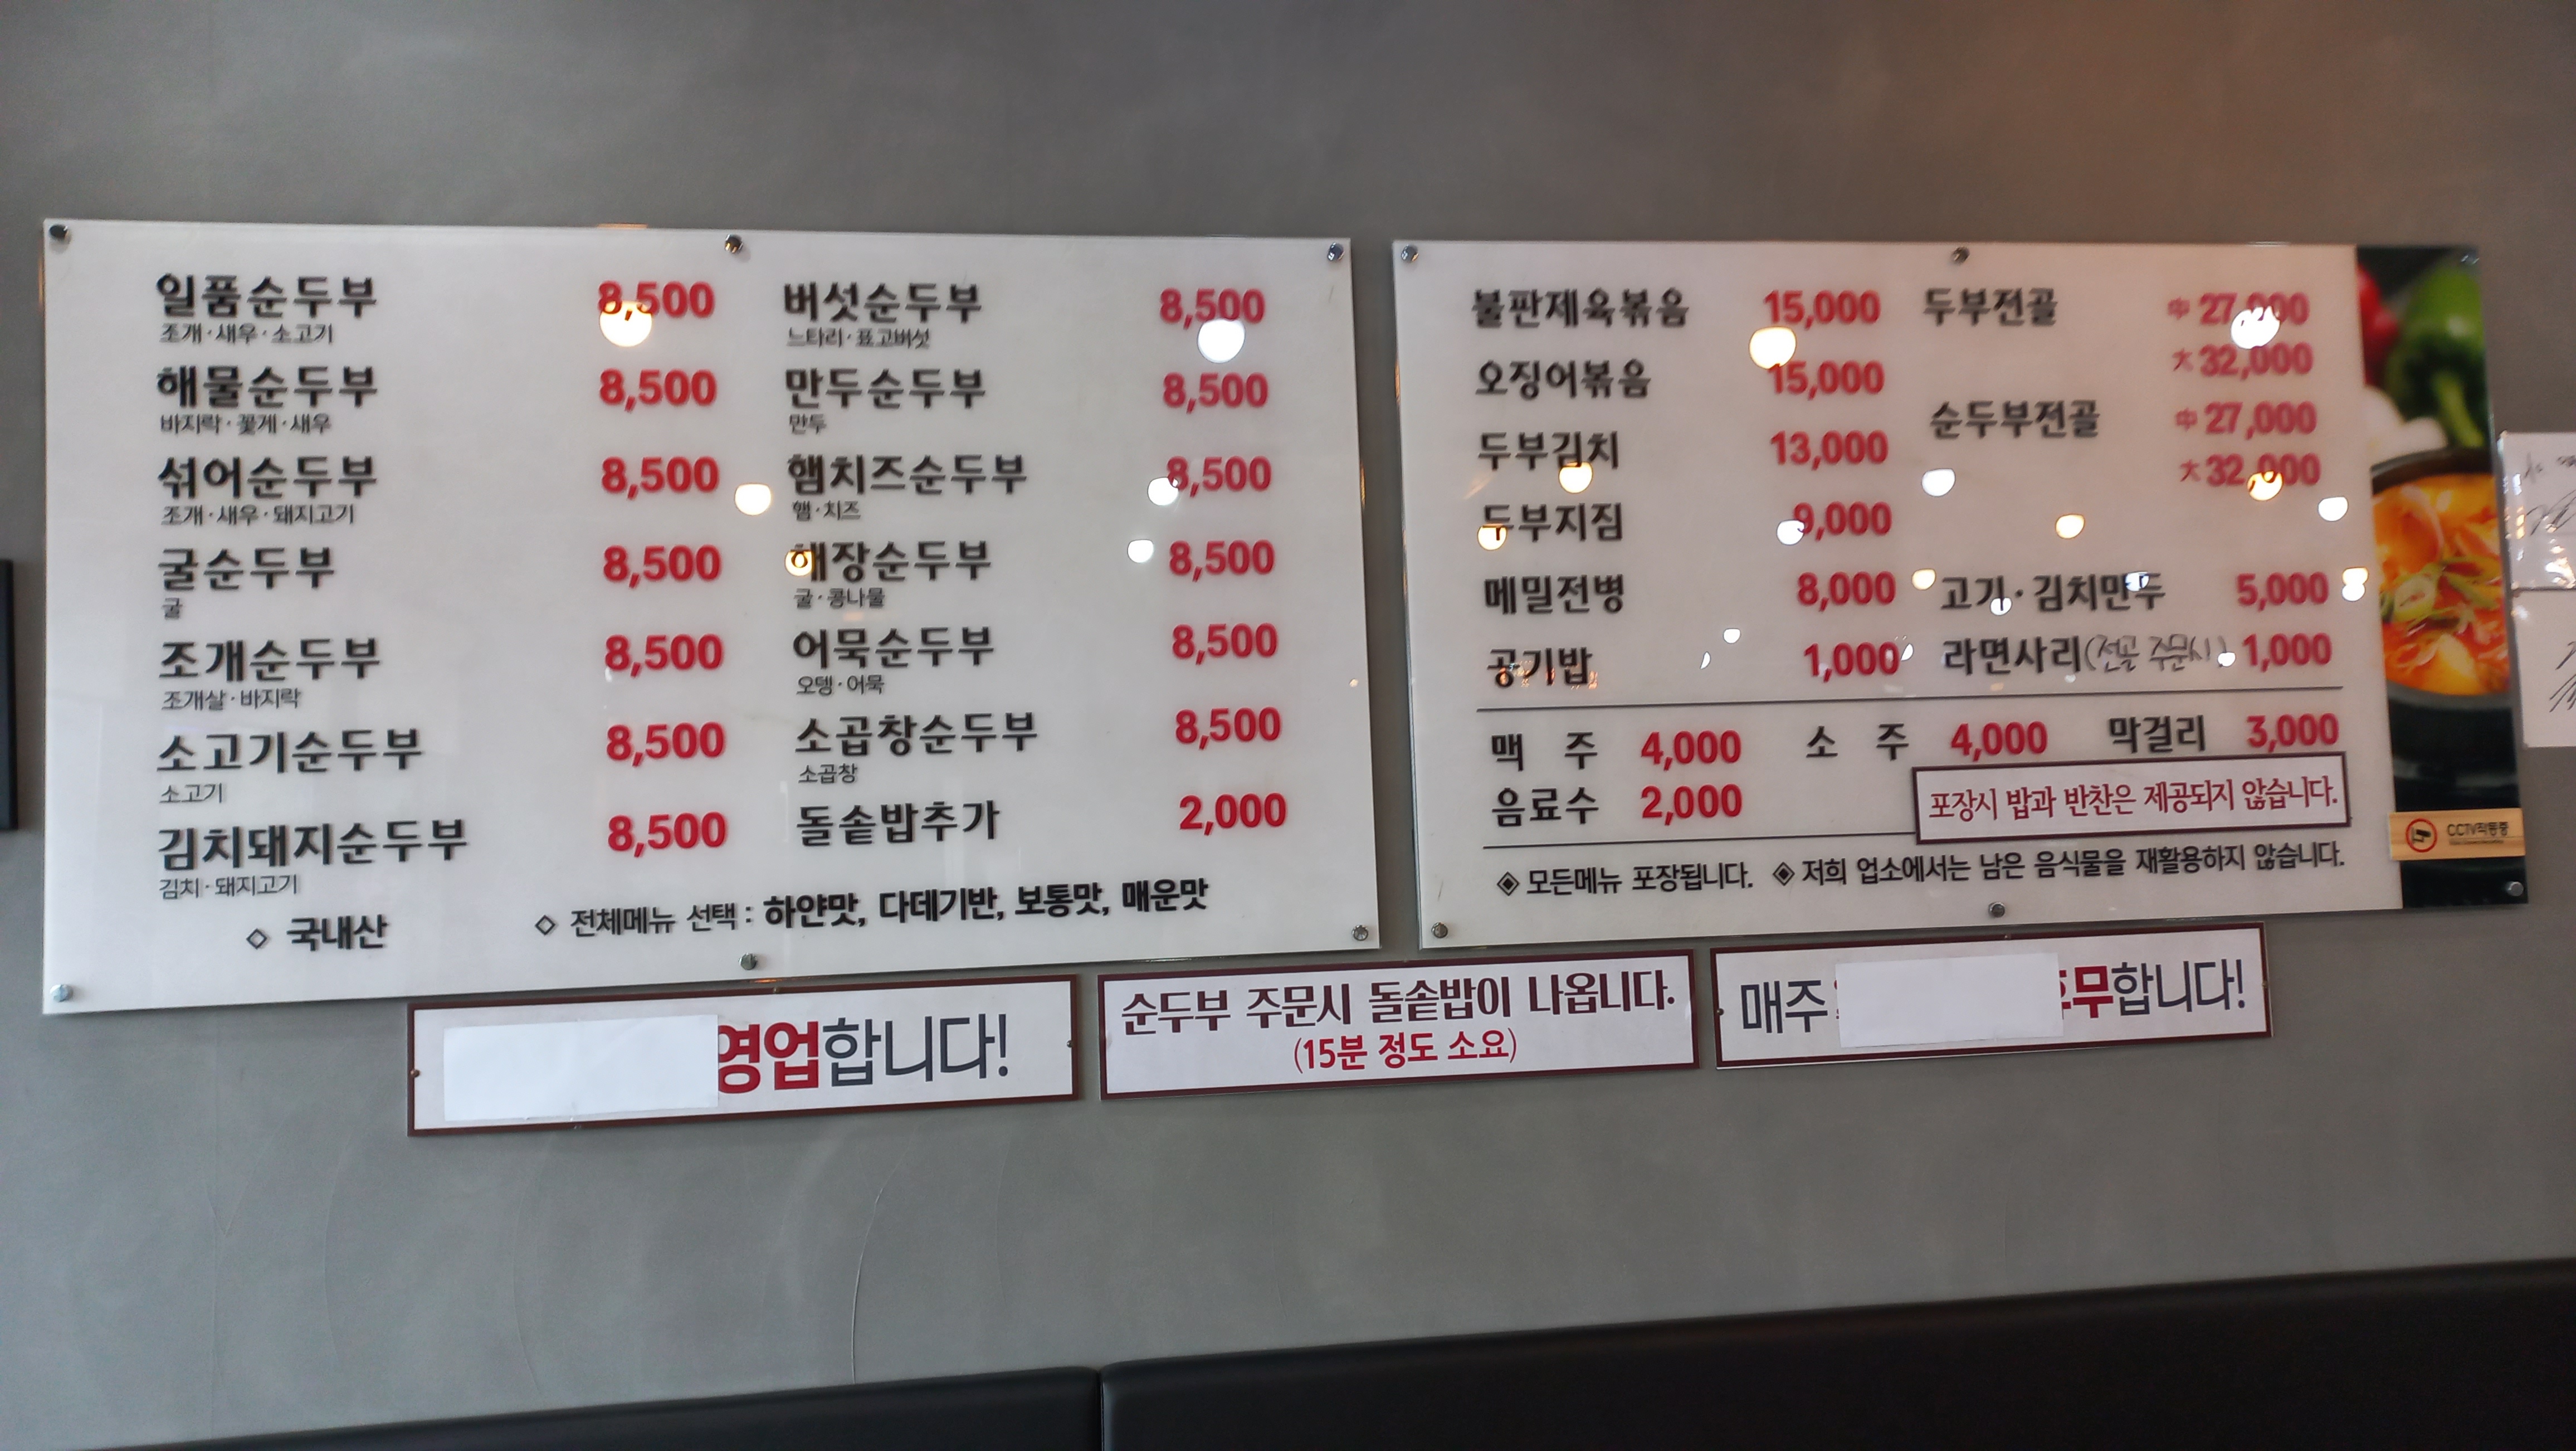 일품순두부 8,500
조개·새우·소고기
해물순두부 8,500
바지락·꽃게·새우
섞어순두부 8,500
조개·새우·돼지고기
굴순두부 8,500
굴
조개순두부 8,500
조개살·바지락
소고기순두부 8,500
소고기
김치돼지순두부 8,500
김치·돼지고기
버섯순두부 8,500
느타리·표고버섯
만두순두부 8,500
만두
햄치즈순두부 8,500
햄·치즈
해장순두부 8,500
굴·콩나물
어묵순두부 8,500
오뎅·어묵
소곱창순두부 8,500
소곱창
돌솥밥추가 2,000
◇ 국내산
◇ 전체메뉴 선택 : 하얀맛, 다데기반, 보통맛, 매운맛
불판제육볶음 15,000
오징어볶음 15,000
두부김치 13,000
두부지짐 9,000
메밀전병 8,000
공기밥 1,000
두부전골 中 27,000
大 32,000
순두부전골 中 27,000
大 32,000
고기·김치만두 5,000
라면사리(전골 주문시) 1,000
맥 주 4,000 소 주 4,000 막걸리 3,000
음료수 2,000
포장시 밥과 반찬은 제공되지 않습니다.
◈ 모든메뉴 포장됩니다. ◈ 저희 업소에서는 남은 음식물을 재활용하지 않습니다.
CCTV작동중
영업합니다!
순두부 주문시 돌솥밥이 나옵니다.
(15분 정도 소요)
매주 무합니다!